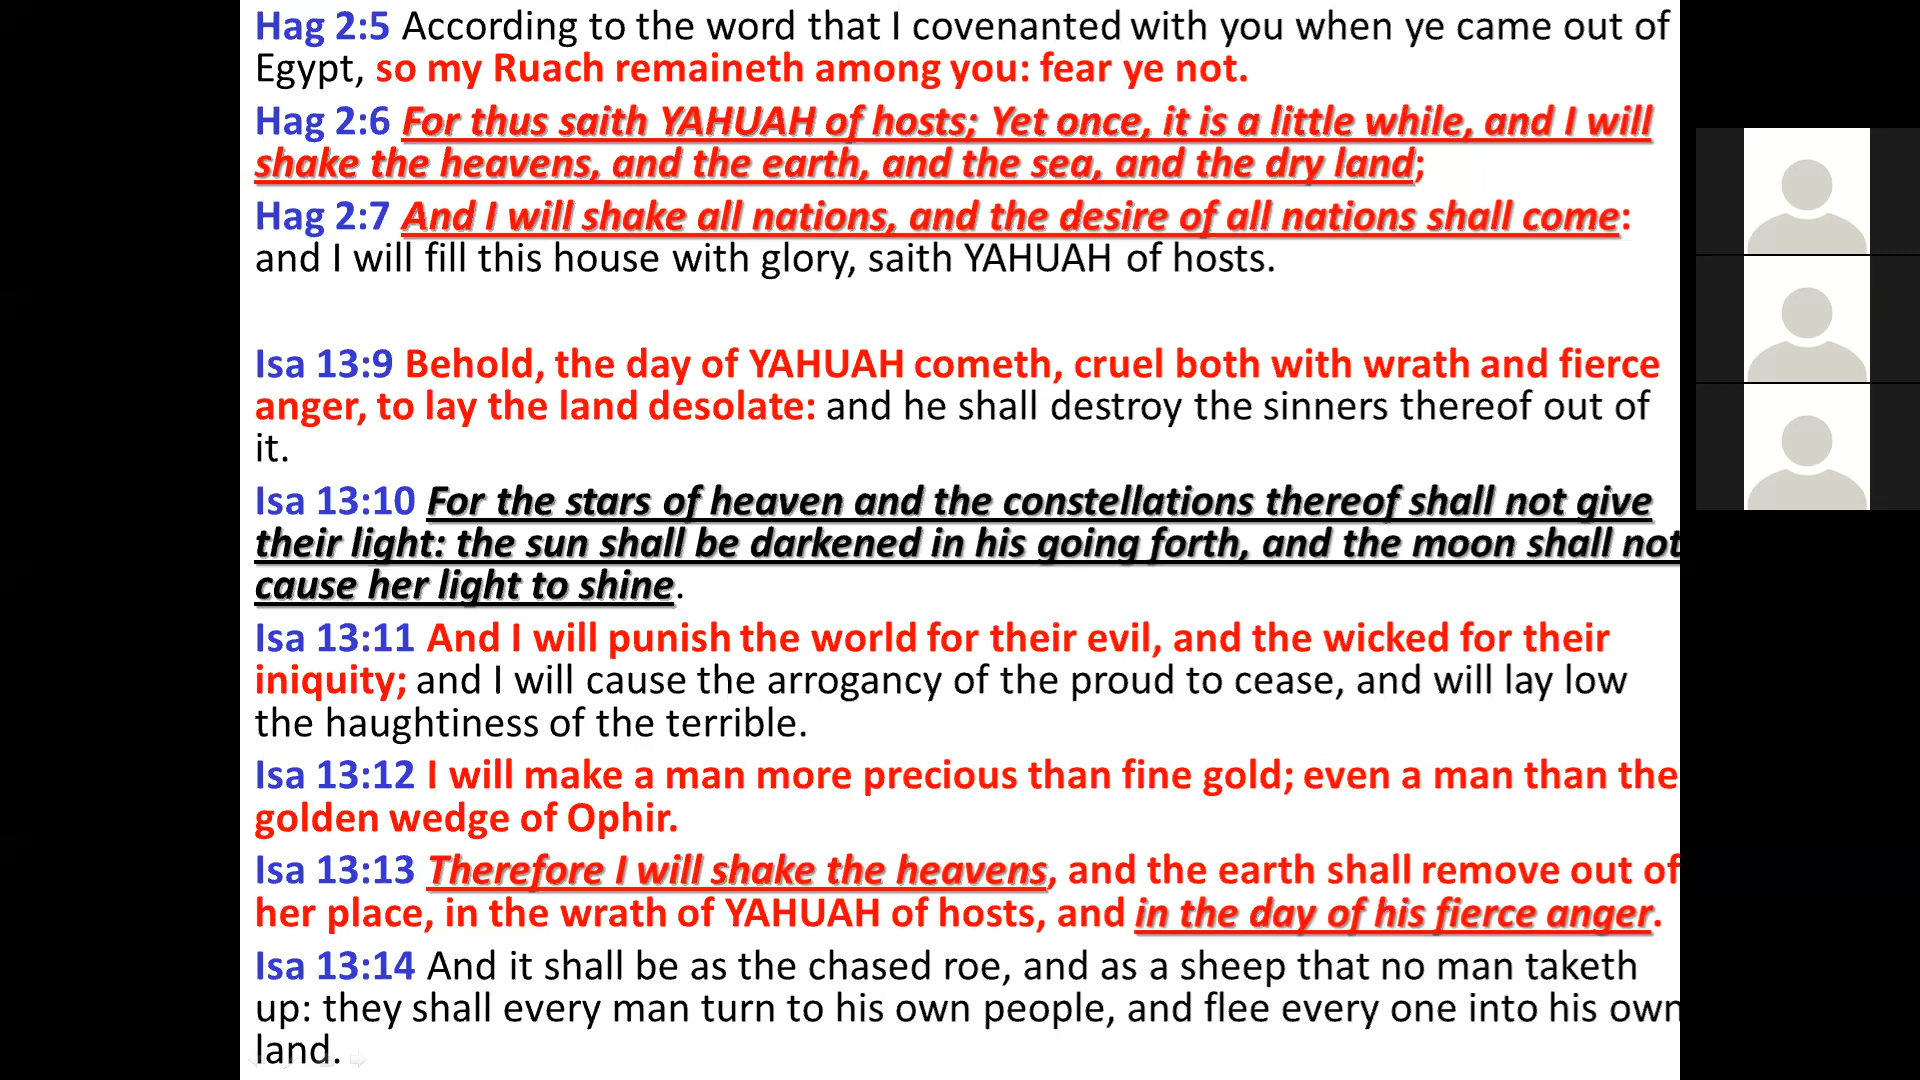 Hag 2:5 According to the word that I covenanted with you when ye came out of
Egypt, so my Ruach remaineth among you: fear ye not.
Hag 2:6 For thus saith YAHUAH of hosts; Yet once, it is a little while, and I will
shake the heavens, and the earth, and the sea, and the dry land;
Hag 2:7 And I will shake all nations, and the desire of all nations shall come:
and I will fill this house with glory, saith YAHUAH of hosts.
Isa 13:9 Behold, the day of YAHUAH cometh, cruel both with wrath and fierce
anger, to lay the land desolate: and he shall destroy the sinners thereof out of
it.
Isa 13:10 For the stars of heaven and the constellations thereof shall not give
their light: the sun shall be darkened in his going forth, and the moon shall not
cause her light to shine.
Isa 13:11 And I will punish the world for their evil, and the wicked for their
iniquity; and I will cause the arrogancy of the proud to cease, and will lay low
the haughtiness of the terrible.
Isa 13:12 I will make a man more precious than fine gold; even a man than the
golden wedge of Ophir.
Isa 13:13 Therefore I will shake the heavens, and the earth shall remove out of
her place, in the wrath of YAHUAH of hosts, and in the day of his fierce anger.
Isa 13:14 And it shall be as the chased roe, and as a sheep that no man taketh
up: they shall every man turn to his own people, and flee every one into his own
land.